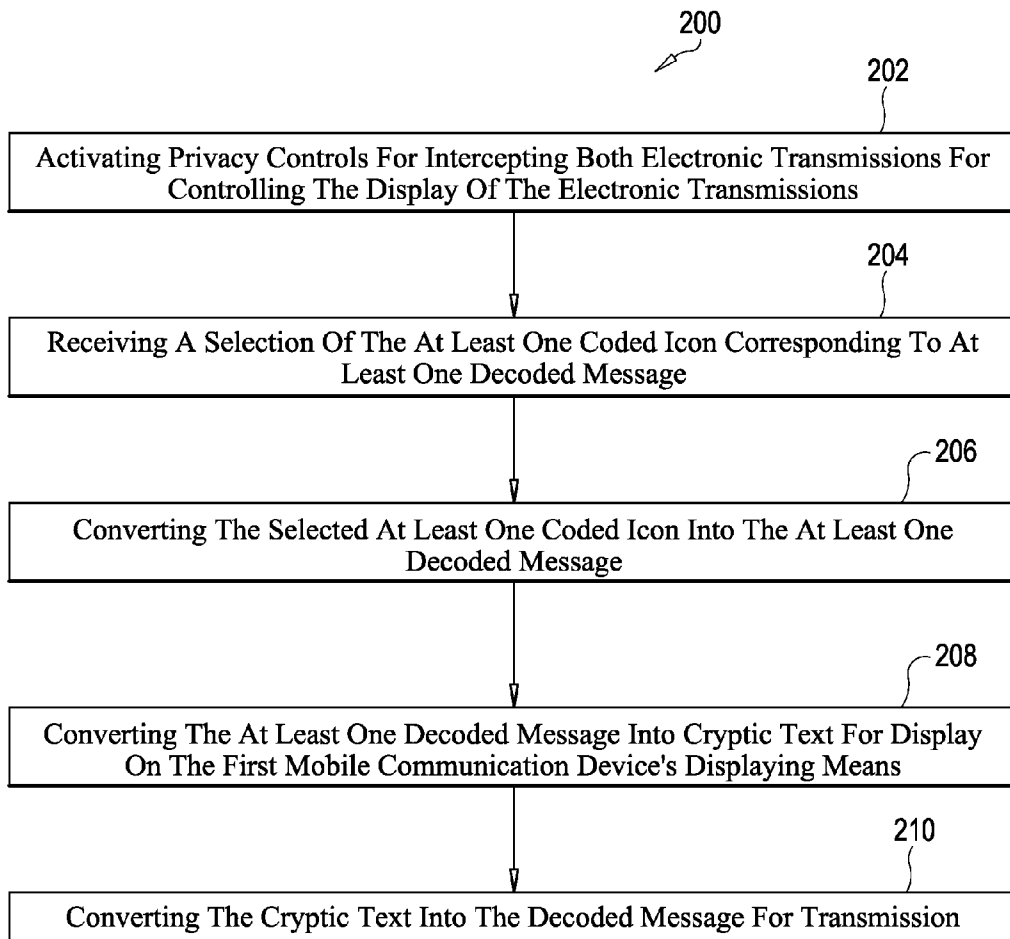 200
202
Activating Privacy Controls For Intercepting Both Electronic Transmissions For
Controlling The Display Of The Electronic Transmissions
204
Receiving A Selection Of The At Least One Coded Icon Corresponding To At
Least One Decoded Message
206
Converting The Selected At Least One Coded Icon Into The At Least One
Decoded Message
208
Converting The At Least One Decoded Message Into Cryptic Text For Display
On The First Mobile Communication Device's Displaying Means
210
Converting The Cryptic Text Into The Decoded Message For Transmission